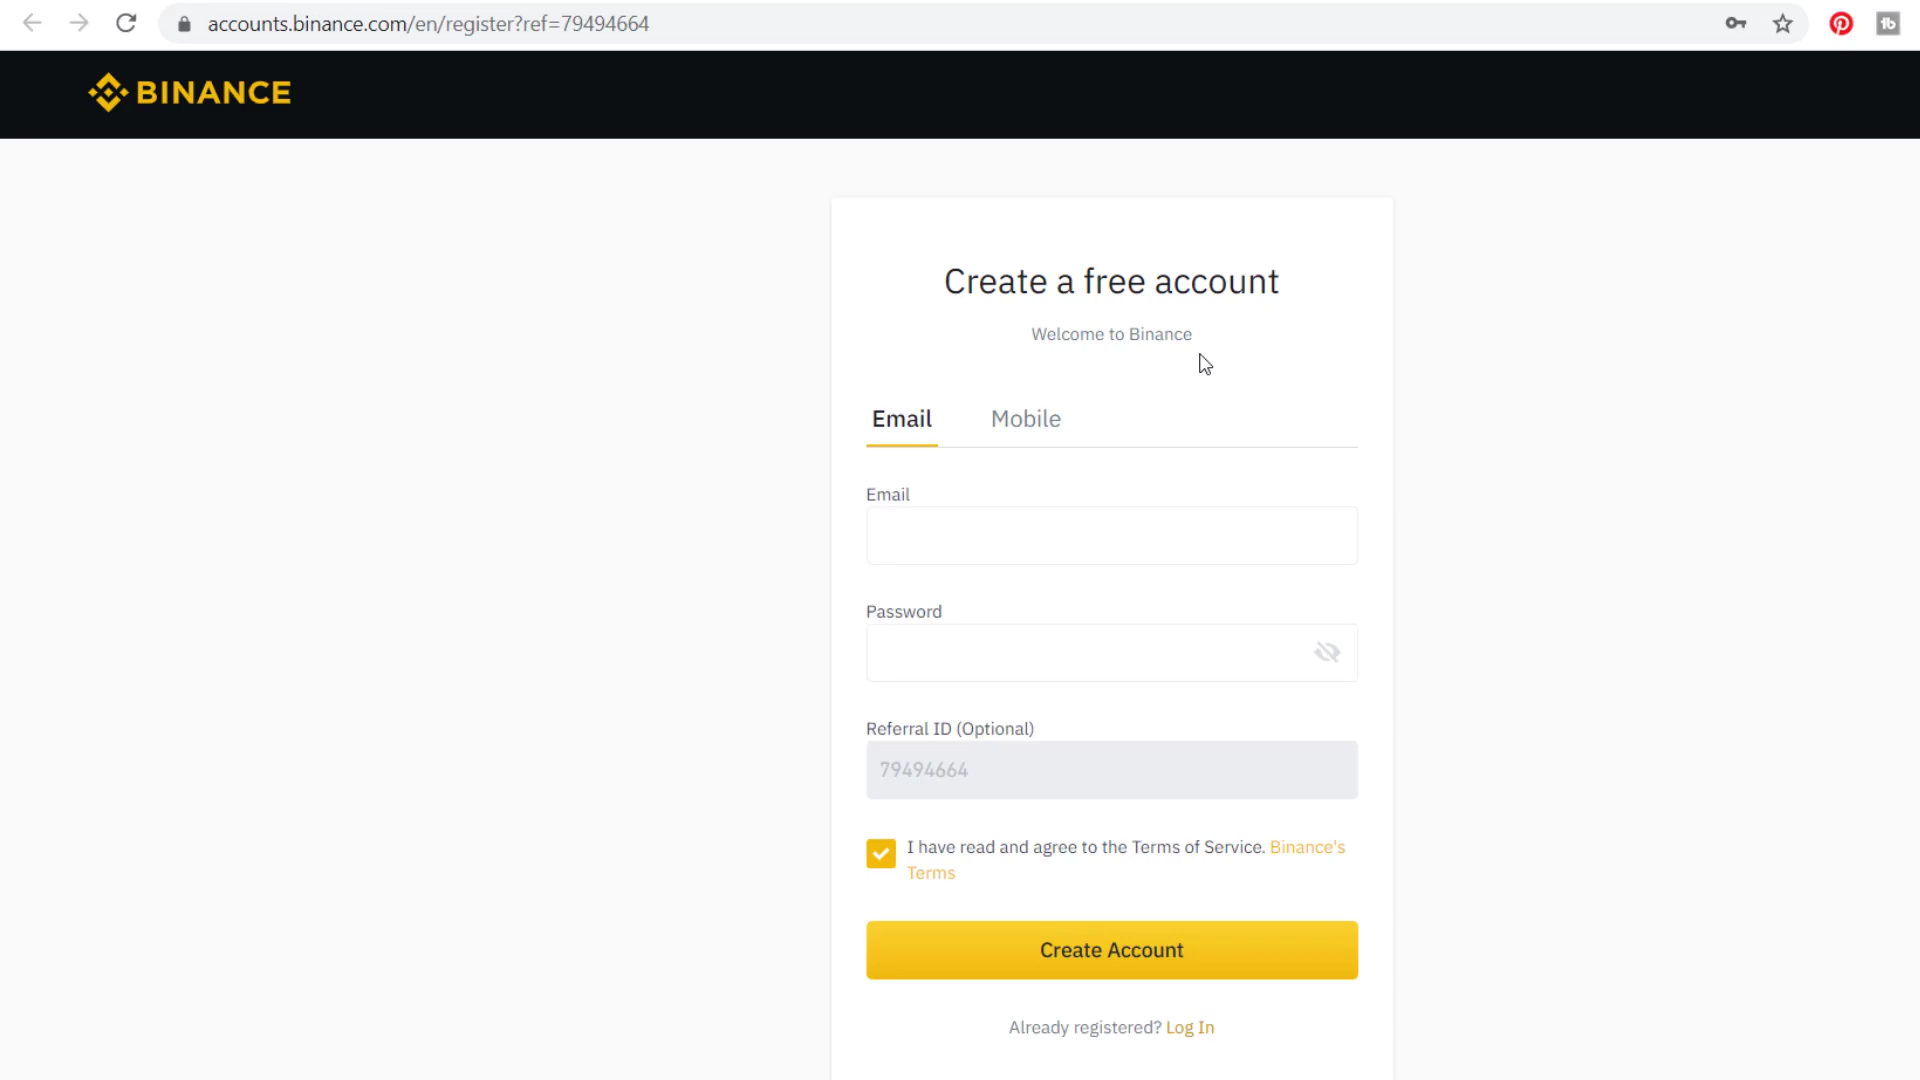 accounts.binance.com/en/register?ref=79494664
BINANCE
Create a free account
Welcome to Binance
Email Mobile
Email
Password
Referral ID (Optional)
79494664
I have read and agree to the Terms of Service. Binance's
Terms
Create Account
Already registered? Log In